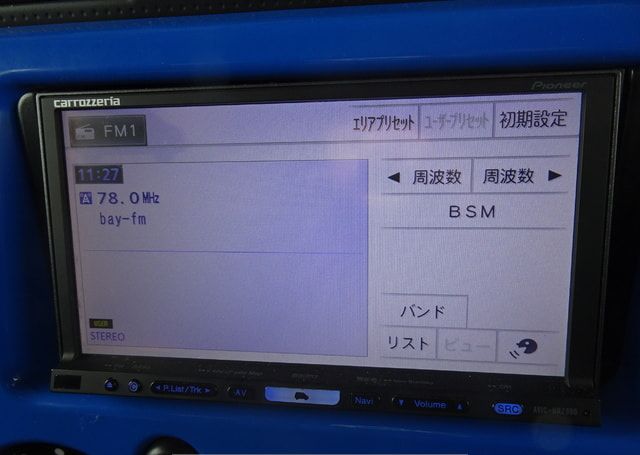 carrozzeria Pioneer
FM1 エリアプリセット ユーザープリセット 初期設定
11:27
78.0 MHz
bay-fm
◀ 周波数 周波数 ▶
BSM
バンド
リスト ビュー
USER
STEREO
◀ P.List/Trk ▶ AV Navi ▼ Volume ▲ SRC